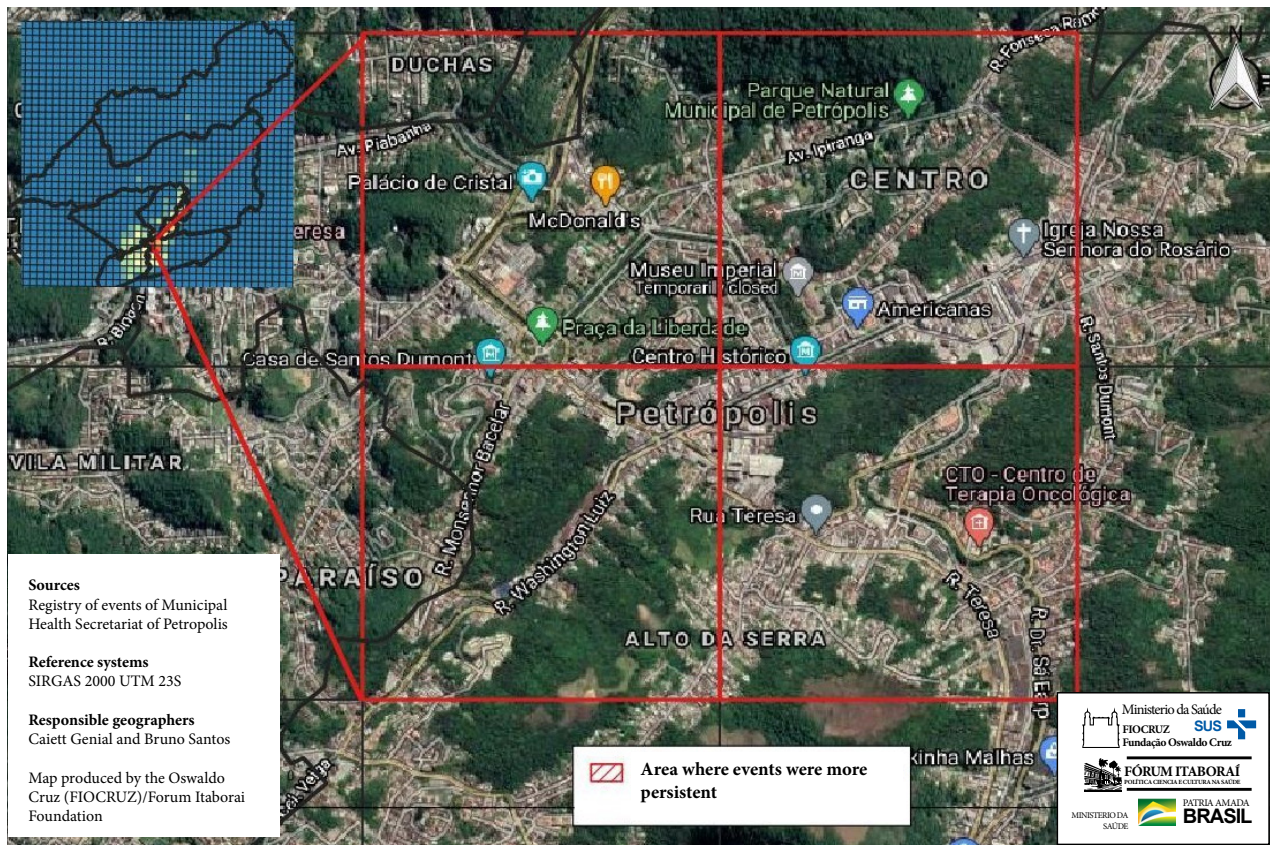 DUCHAS
Av. Piabanha
Palácio de Cristal
McDonald's
Parque Natural
Municipal de Petrópolis
R. Fonseca Ramos
N
Av. Ipiranga
CENTRO
Igreja Nossa
Senhora do Rosário
eresa
Museu Imperial
Temporarily closed
Americanas
Praça da Liberdade
Casa de Santos Dumont
Centro Histórico
R. Bingen
R. Santos Dumont
Petrópolis
VILA MILITAR
R. Monsenhor Bacelar
CTO - Centro de
Terapia Oncológica
Rua Teresa
R. Washington Luiz
PARAÍSO
R. Teresa
R. Dr. Sá Earp
ALTO DA SERRA
kinha Malhas
Sources
Registry of events of Municipal
Health Secretariat of Petropolis
Reference systems
SIRGAS 2000 UTM 23S
Responsible geographers
Caiett Genial and Bruno Santos
Map produced by the Oswaldo
Cruz (FIOCRUZ)/Forum Itaborai
Foundation
Area where events were more
persistent
Ministerio da Saúde
FIOCRUZ
SUS
Fundação Oswaldo Cruz
FÓRUM ITABORAÍ
POLÍTICA CIENCIA E CULTURA NA SAÚDE
MINISTERIO DA
SAÚDE
PATRIA AMADA
BRASIL